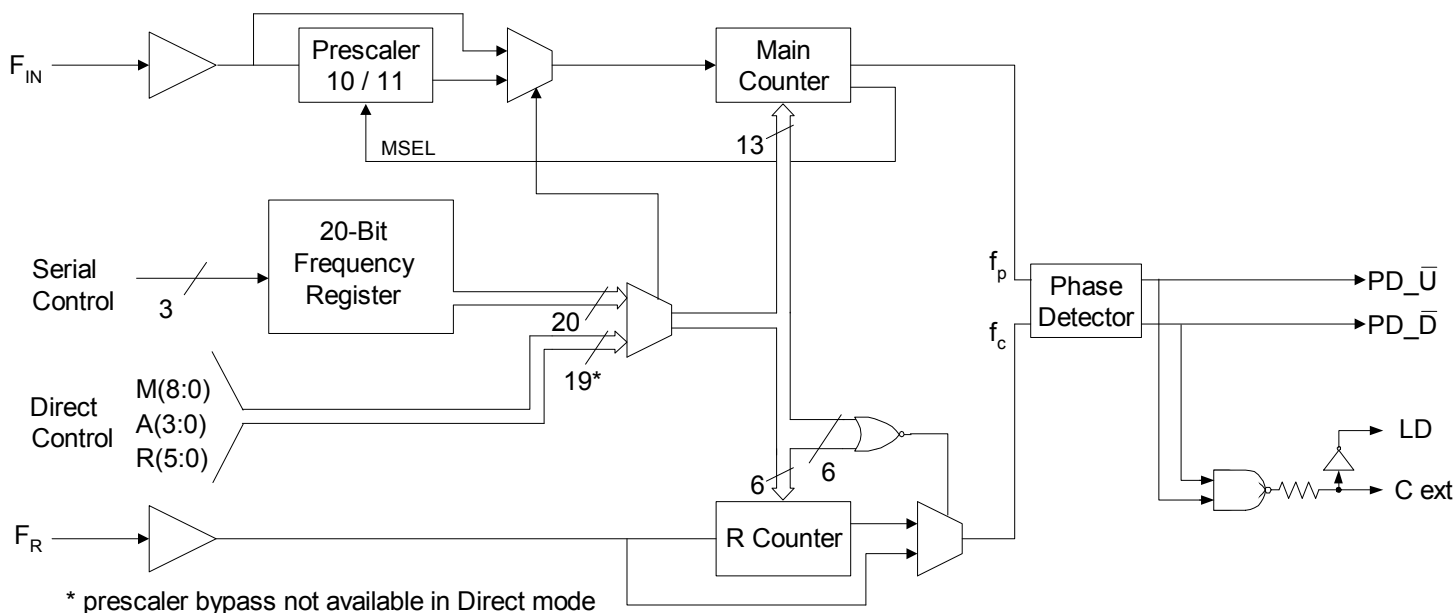 F_IN
Prescaler
10 / 11
Main
Counter
MSEL
13
Serial
Control
3
20-Bit
Frequency
Register
20
19*
f_p
f_c
Phase
Detector
PD_U̅
PD_D̅
Direct
Control
M(8:0)
A(3:0)
R(5:0)
6
6
LD
C ext
F_R
R Counter
* prescaler bypass not available in Direct mode